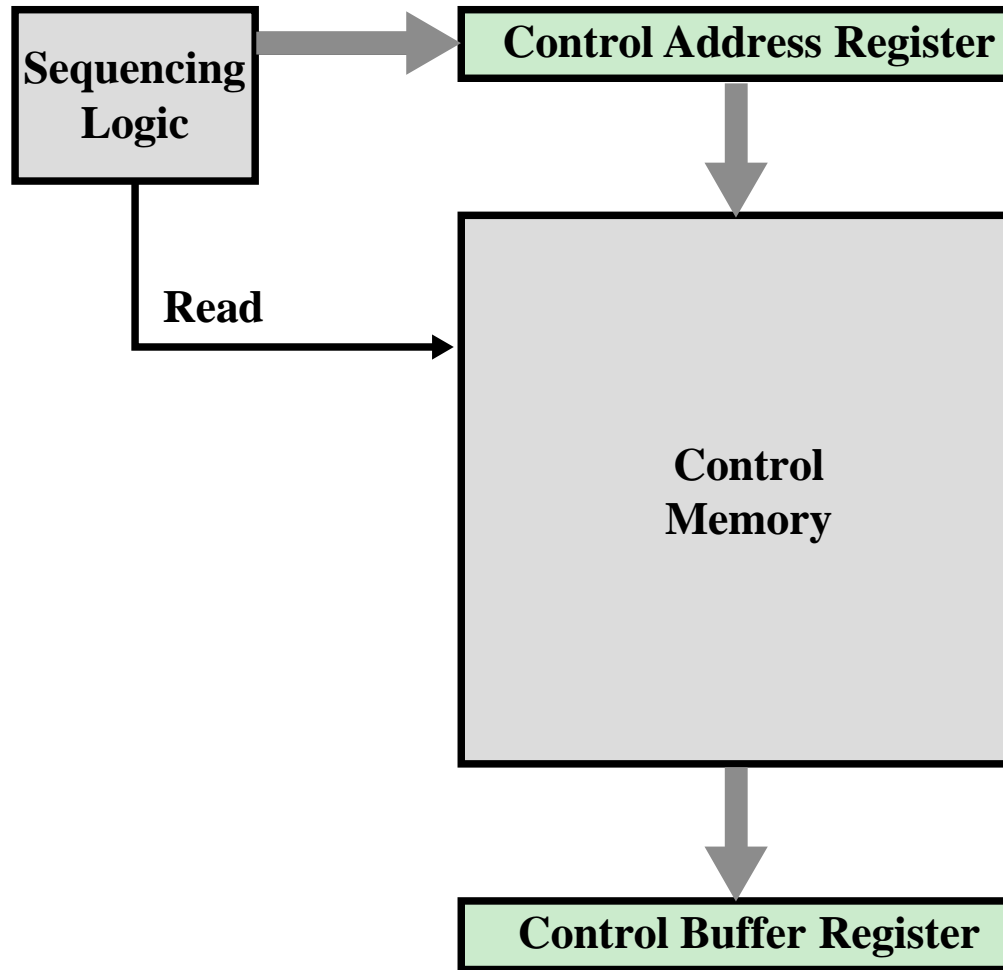 Sequencing
Logic
Control Address Register
Read
Control
Memory
Control Buffer Register